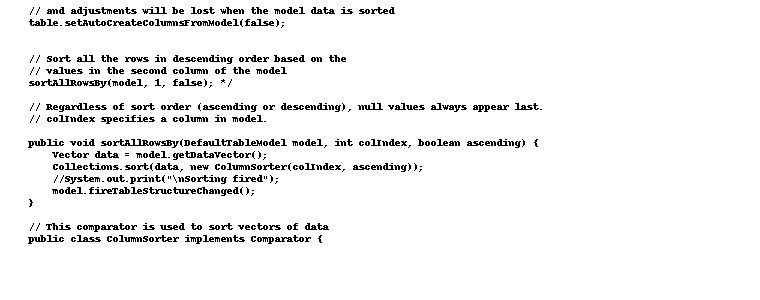 // and adjustments will be lost when the model data is sorted
table.setAutoCreateColumnsFromModel(false);
// Sort all the rows in descending order based on the
// values in the second column of the model
sortAllRowsBy(model, 1, false); */
// Regardless of sort order (ascending or descending), null values always appear last.
// colIndex specifies a column in model.
public void sortAllRowsBy(DefaultTableModel model, int colIndex, boolean ascending) {
    Vector data = model.getDataVector();
    Collections.sort(data, new ColumnSorter(colIndex, ascending));
    //System.out.print("\nSorting fired");
    model.fireTableStructureChanged();
}
// This comparator is used to sort vectors of data
public class ColumnSorter implements Comparator {